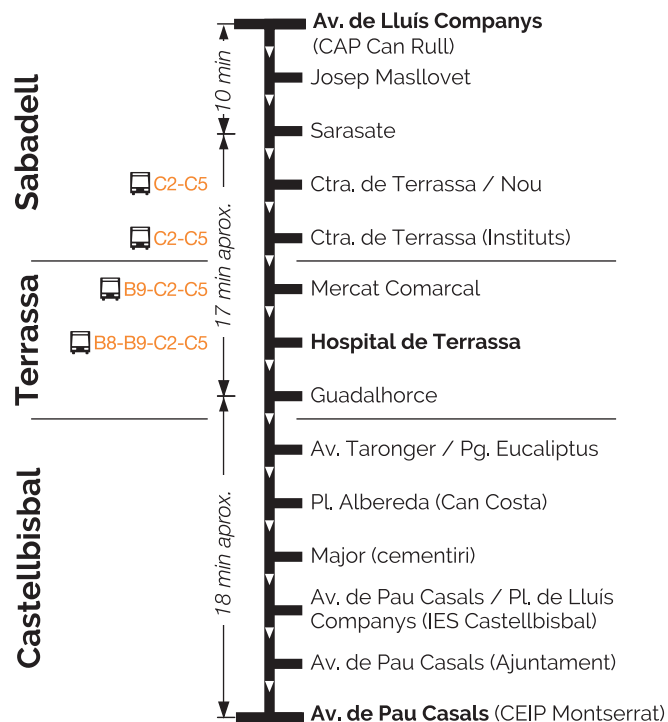 Av. de Lluís Companys
(CAP Can Rull)
Josep Masllovet
Sarasate
C2-C5 Ctra. de Terrassa / Nou
C2-C5 Ctra. de Terrassa (Instituts)
B9-C2-C5 Mercat Comarcal
B8-B9-C2-C5 Hospital de Terrassa
Guadalhorce
Av. Taronger / Pg. Eucaliptus
Pl. Albereda (Can Costa)
Major (cementiri)
Av. de Pau Casals / Pl. de Lluís
Companys (IES Castellbisbal)
Av. de Pau Casals (Ajuntament)
Av. de Pau Casals (CEIP Montserrat)
Sabadell
Terrassa
Castellbisbal
10 min
17 min aprox.
18 min aprox.